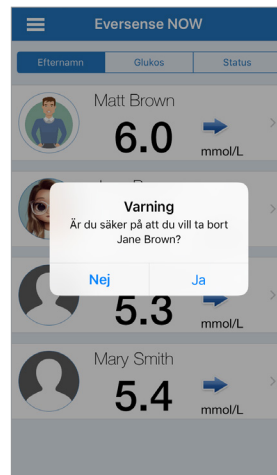 Eversense NOW
Efternamn Glukos Status
Matt Brown
6.0
mmol/L
Varning
Är du säker på att du vill ta bort
Jane Brown?
Nej Ja
5.3
mmol/L
Mary Smith
5.4
mmol/L